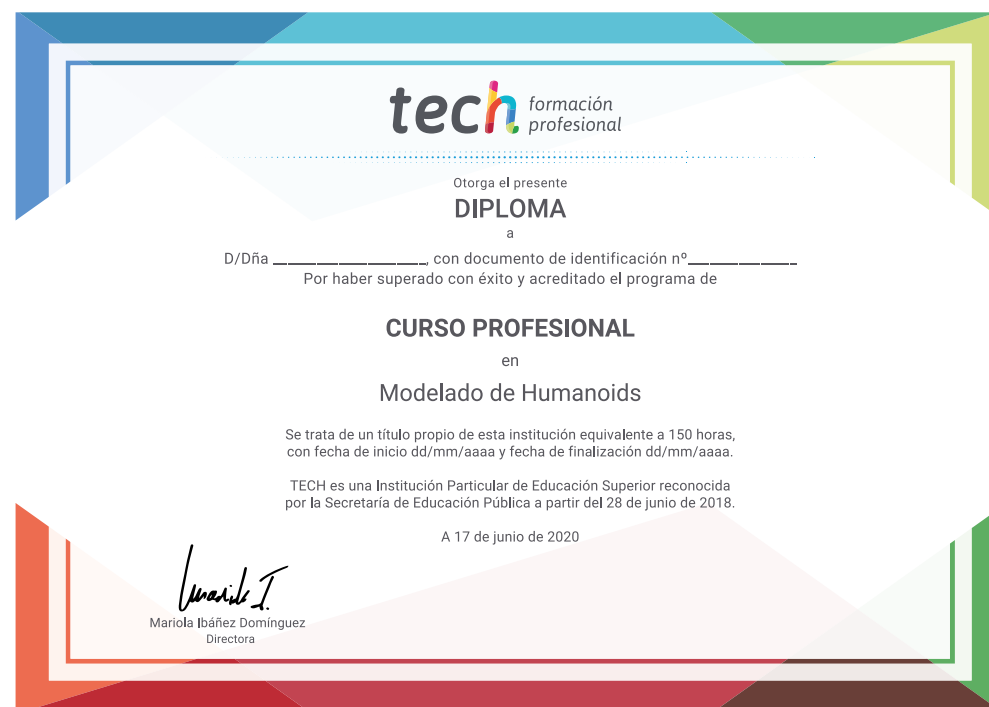 tech formación
profesional
Otorga el presente
DIPLOMA
a
D/Dña ____________________, con documento de identificación nº______________
Por haber superado con éxito y acreditado el programa de
CURSO PROFESIONAL
en
Modelado de Humanoids
Se trata de un título propio de esta institución equivalente a 150 horas,
con fecha de inicio dd/mm/aaaa y fecha de finalización dd/mm/aaaa.
TECH es una Institución Particular de Educación Superior reconocida
por la Secretaría de Educación Pública a partir del 28 de junio de 2018.
A 17 de junio de 2020
Mariola Ibáñez Domínguez
Directora